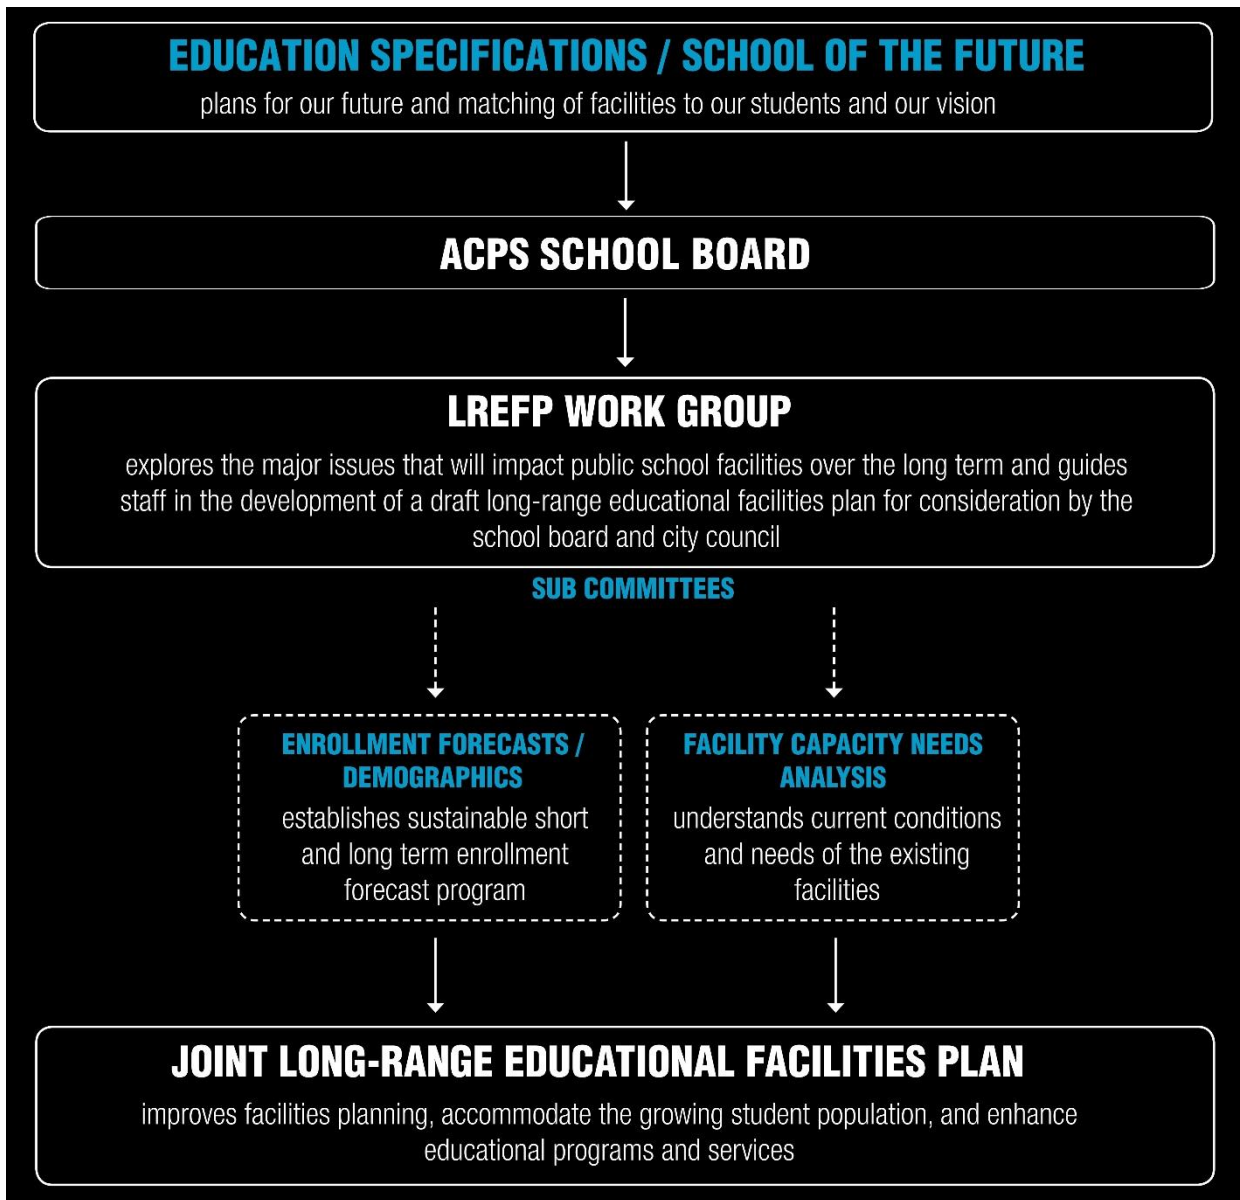 EDUCATION SPECIFICATIONS / SCHOOL OF THE FUTURE
plans for our future and matching of facilities to our students and our vision
ACPS SCHOOL BOARD
LREFP WORK GROUP
explores the major issues that will impact public school facilities over the long term and guides
staff in the development of a draft long-range educational facilities plan for consideration by the
school board and city council
SUB COMMITTEES
ENROLLMENT FORECASTS /
DEMOGRAPHICS
establishes sustainable short
and long term enrollment
forecast program
FACILITY CAPACITY NEEDS
ANALYSIS
understands current conditions
and needs of the existing
facilities
JOINT LONG-RANGE EDUCATIONAL FACILITIES PLAN
improves facilities planning, accommodate the growing student population, and enhance
educational programs and services